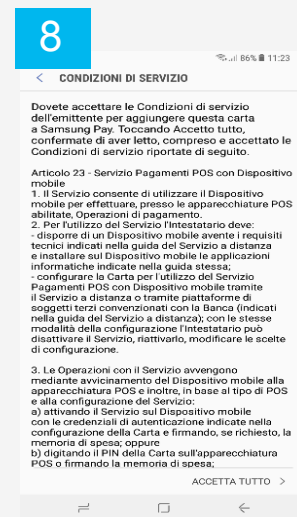 8
86% 11:23
< CONDIZIONI DI SERVIZIO
Dovete accettare le Condizioni di servizio
dell'emittente per aggiungere questa carta
a Samsung Pay. Toccando Accetto tutto,
confermate di aver letto, compreso e accettato le
Condizioni di servizio riportate di seguito.
Articolo 23 - Servizio Pagamenti POS con Dispositivo
mobile
1. Il Servizio consente di utilizzare il Dispositivo
mobile per effettuare, presso le apparecchiature POS
abilitate, Operazioni di pagamento.
2. Per l'utilizzo del Servizio l'Intestatario deve:
- disporre di un Dispositivo mobile avente i requisiti
tecnici indicati nella guida del Servizio a distanza
e installare sul Dispositivo mobile le applicazioni
informatiche indicate nella guida stessa;
- configurare la Carta per l'utilizzo del Servizio
Pagamenti POS con Dispositivo mobile tramite
il Servizio a distanza o tramite piattaforme di
soggetti terzi convenzionati con la Banca (indicati
nella guida del Servizio a distanza); con le stesse
modalità della configurazione l'Intestatario può
disattivare il Servizio, riattivarlo, modificare le scelte
di configurazione.
3. Le Operazioni con il Servizio avvengono
mediante avvicinamento del Dispositivo mobile alla
apparecchiatura POS e inoltre, in base al tipo di POS
e alla configurazione del Servizio:
a) attivando il Servizio sul Dispositivo mobile
con le credenziali di autenticazione indicate nella
configurazione della Carta e firmando, se richiesto, la
memoria di spesa; oppure
b) digitando il PIN della Carta sull'apparecchiatura
POS o firmando la memoria di spesa;
ACCETTA TUTTO >